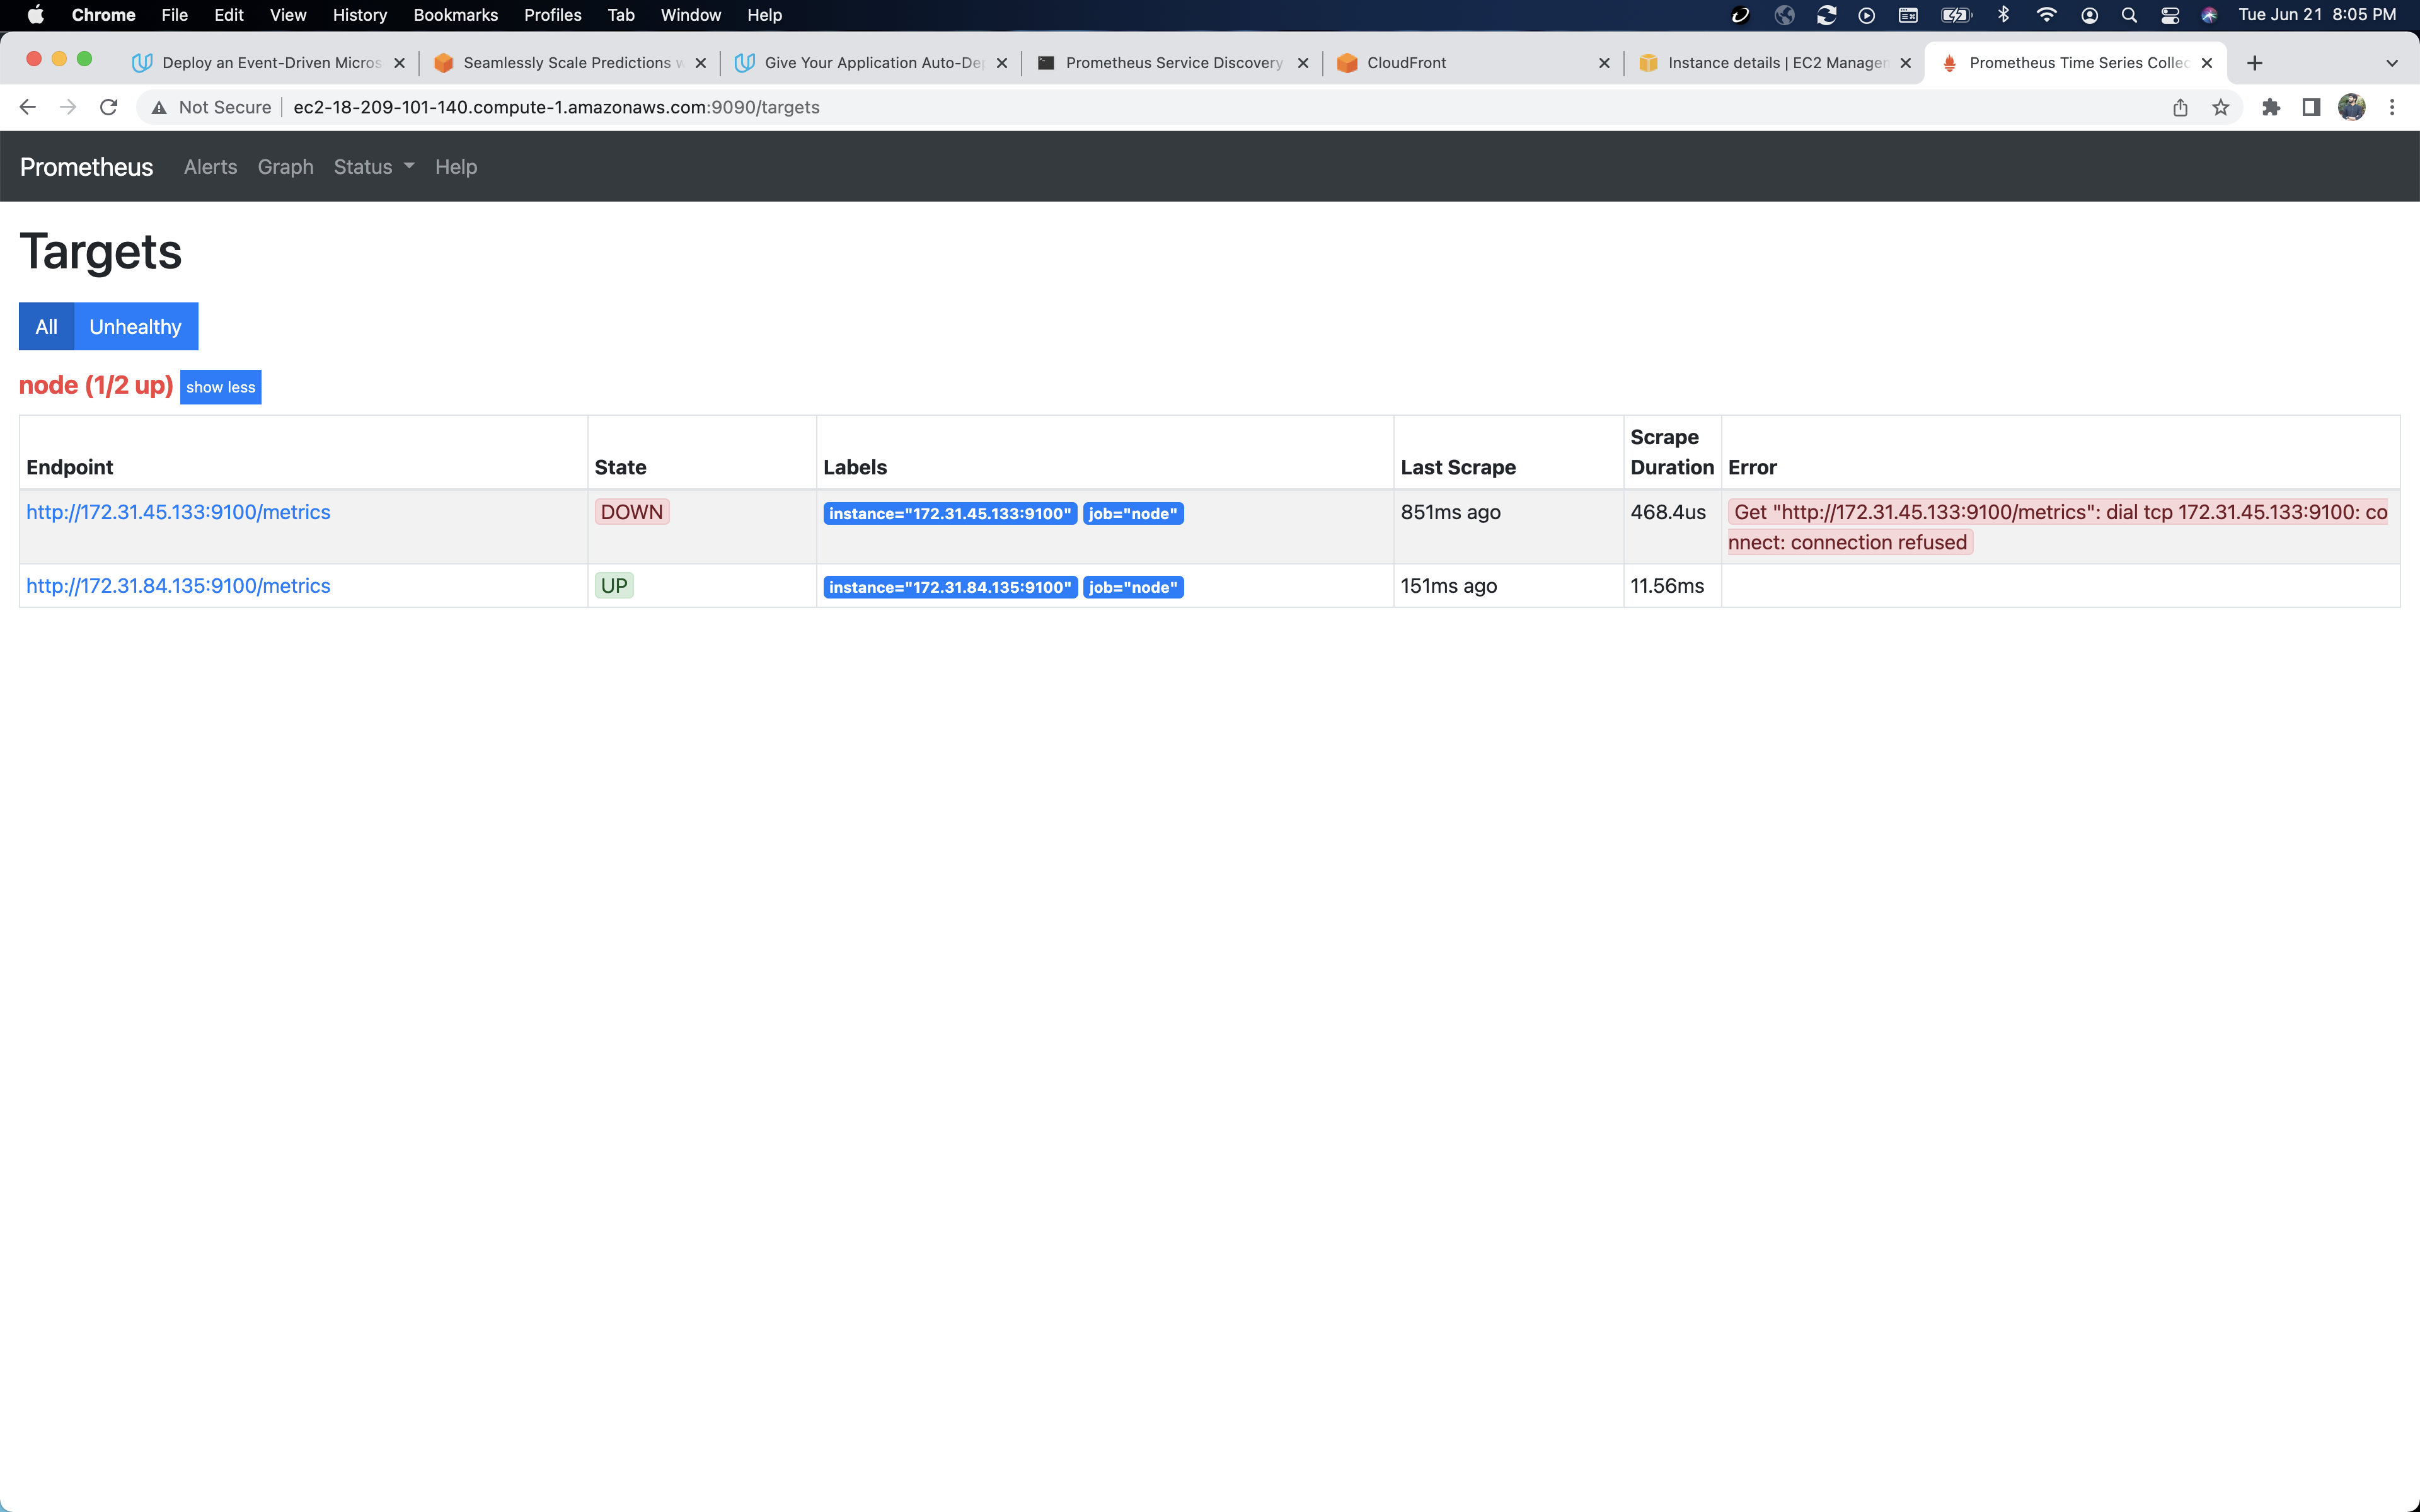 Chrome File Edit View History Bookmarks Profiles Tab Window Help Tue Jun 21 8:05 PM
Deploy an Event-Driven Micros Seamlessly Scale Predictions w Give Your Application Auto-Dep Prometheus Service Discovery CloudFront Instance details | EC2 Manager Prometheus Time Series Collec
Not Secure ec2-18-209-101-140.compute-1.amazonaws.com:9090/targets
Prometheus Alerts Graph Status Help
Targets
All Unhealthy
node (1/2 up) show less
Endpoint State Labels Last Scrape Scrape Duration Error
http://172.31.45.133:9100/metrics DOWN instance="172.31.45.133:9100" job="node" 851ms ago 468.4us Get "http://172.31.45.133:9100/metrics": dial tcp 172.31.45.133:9100: co
nnect: connection refused
http://172.31.84.135:9100/metrics UP instance="172.31.84.135:9100" job="node" 151ms ago 11.56ms